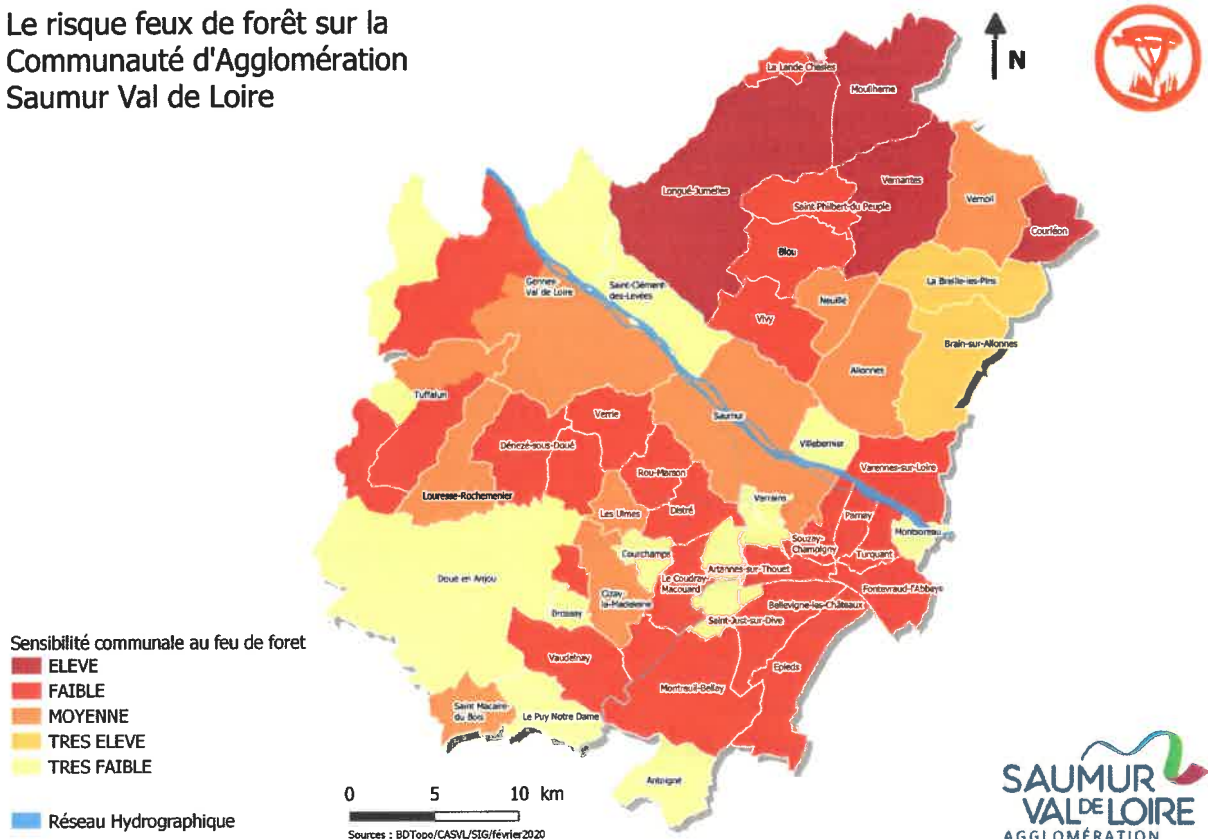 Le risque feux de forêt sur la
Communauté d'Agglomération
Saumur Val de Loire
N
La Lande Chasles
Mouliherne
Longué-Jumelles
Vernantes
Saint-Philbert-du-Peuple
Vernoil
Courléon
Blou
La Breille-les-Pins
Gennes
Val de Loire
Saint-Clément
des-Levées
Neuillé
Vivy
Brain-sur-Allonnes
Allonnes
Tuffalun
Verrie
Saumur
Dénezé-sous-Doué
Villebernier
Varennes-sur-Loire
Rou-Marson
Louresse-Rochemenier
Verrains
Les Ulmes
Distré
Parnay
Montsoreau
Souzay-
Champigny
Courchamps
Turquant
Doué en Anjou
Artannes-sur-Thouet
Le Coudray-
Macouard
Fontevraud-l'Abbaye
Cizay
la-Madeleine
Bellevigne-les-Châteaux
Brossay
Saint-Just-sur-Dive
Vaudelnay
Epieds
Montreuil-Bellay
Saint Macaire
du Bois
Le Puy Notre Dame
Antoigné
Sensibilité communale au feu de foret
ELEVE
FAIBLE
MOYENNE
TRES ELEVE
TRES FAIBLE
Réseau Hydrographique
0 5 10 km
Sources : BDTopo/CASVL/SIG/février2020
SAUMUR
VAL DE LOIRE
AGGLOMÉRATION